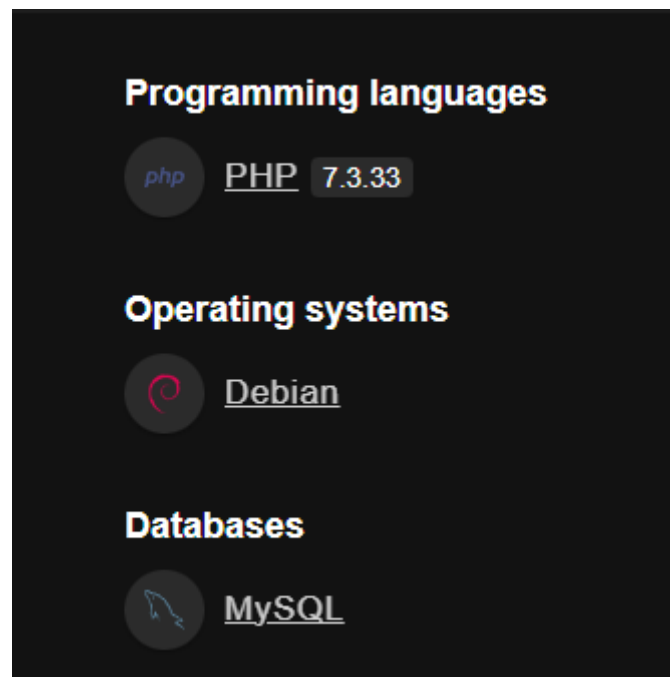 Programming languages
php PHP 7.3.33
Operating systems
Debian
Databases
MySQL